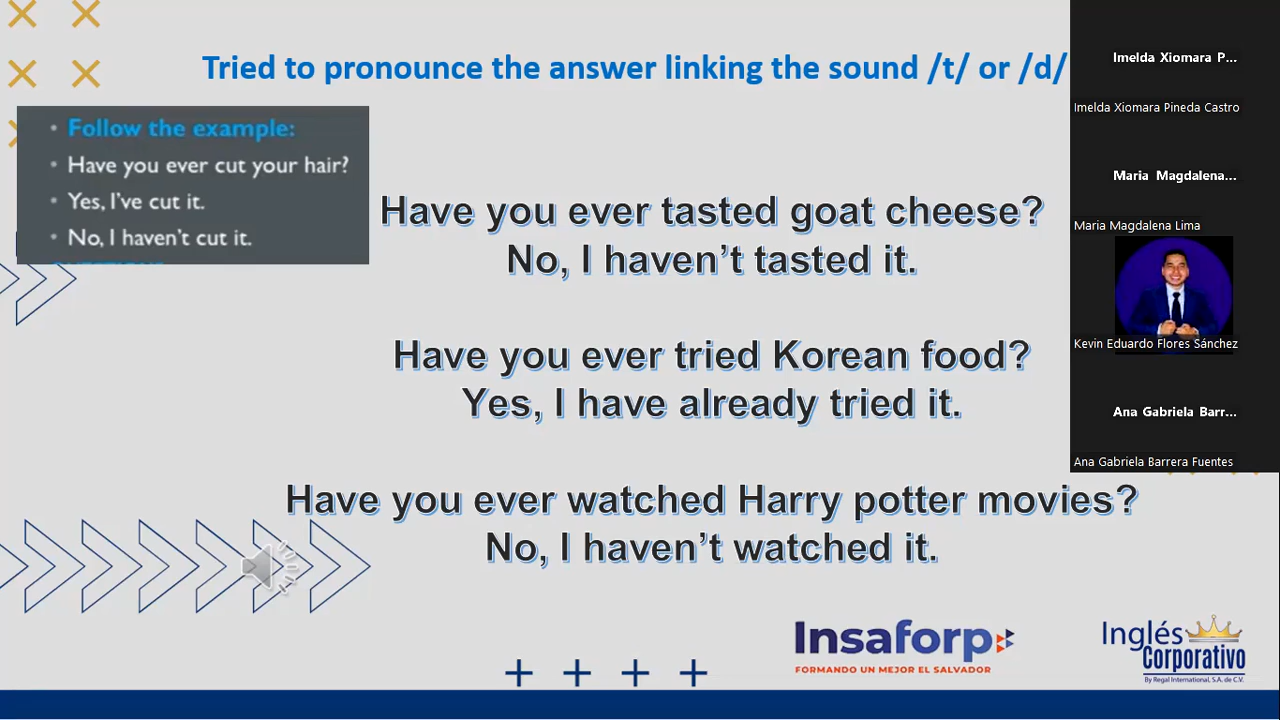 Tried to pronounce the answer linking the sound /t/ or /d/
Follow the example:
Have you ever cut your hair?
Yes, I've cut it.
No, I haven't cut it.
Have you ever tasted goat cheese?
No, I haven't tasted it.
Have you ever tried Korean food?
Yes, I have already tried it.
Have you ever watched Harry potter movies?
No, I haven't watched it.
Imelda Xiomara P...
Imelda Xiomara Pineda Castro
Maria Magdalena...
Maria Magdalena Lima
Kevin Eduardo Flores Sánchez
Ana Gabriela Barr...
Ana Gabriela Barrera Fuentes
Insaforp
FORMANDO UN MEJOR EL SALVADOR
Inglés
Corporativo
By Regal International, S.A. de C.V.